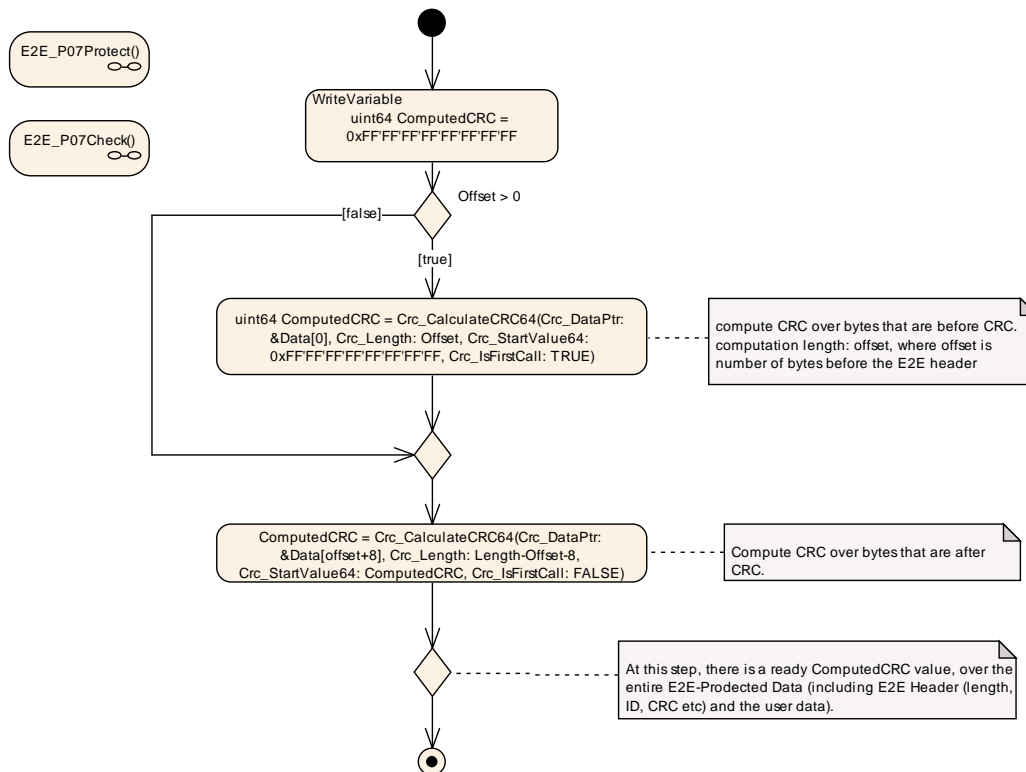 E2E_P07Protect()
E2E_P07Check()
WriteVariable
uint64 ComputedCRC =
0xFF'FF'FF'FF'FF'FF'FF'FF
Offset > 0
[false]
[true]
uint64 ComputedCRC = Crc_CalculateCRC64(Crc_DataPtr:
&Data[0], Crc_Length: Offset, Crc_StartValue64:
0xFF'FF'FF'FF'FF'FF'FF'FF, Crc_IsFirstCall: TRUE)
compute CRC over bytes that are before CRC.
computation length: offset, where offset is
number of bytes before the E2E header
ComputedCRC = Crc_CalculateCRC64(Crc_DataPtr:
&Data[offset+8], Crc_Length: Length-Offset-8,
Crc_StartValue64: ComputedCRC, Crc_IsFirstCall: FALSE)
Compute CRC over bytes that are after
CRC.
At this step, there is a ready ComputedCRC value, over the
entire E2E-Prodected Data (including E2E Header (length,
ID, CRC etc) and the user data).